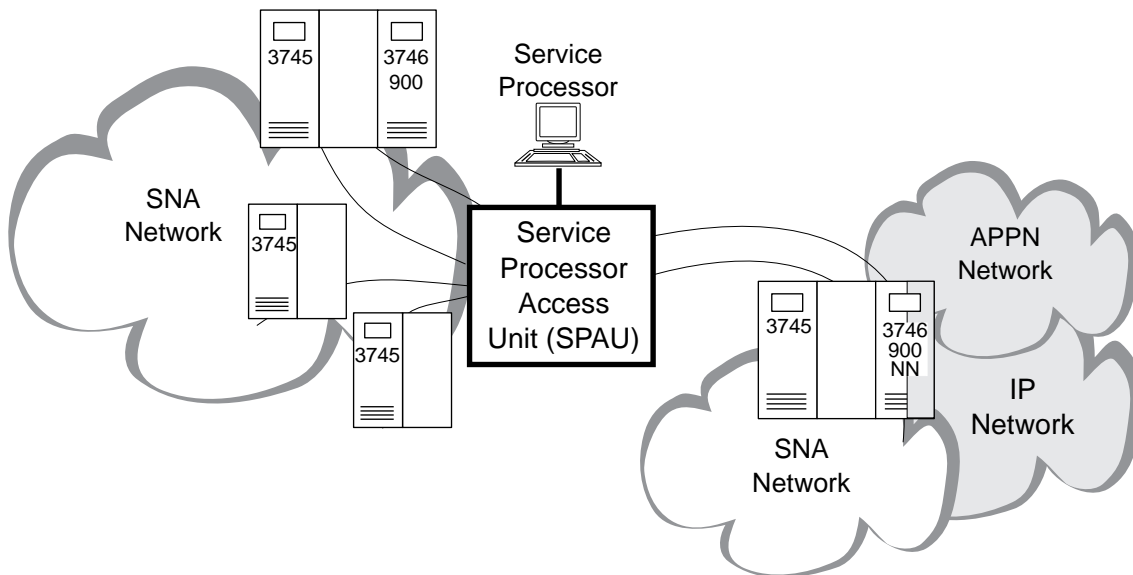 3745
3746
900
Service
Processor
SNA
Network
3745
3745
Service
Processor
Access
Unit (SPAU)
APPN
Network
3745
3746
900
NN
IP
Network
SNA
Network